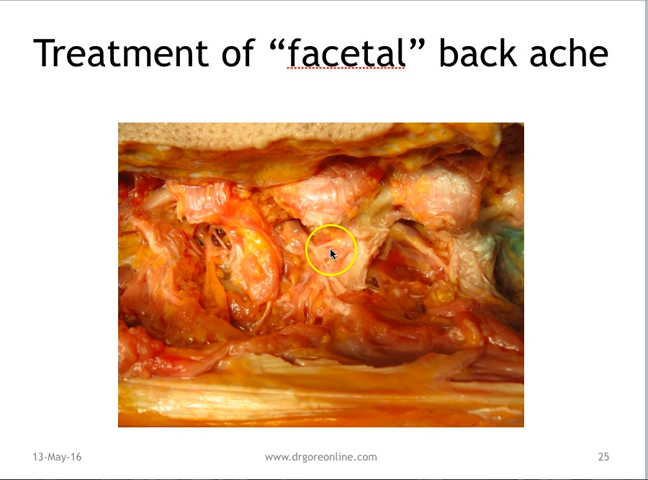 Treatment of “facetal” back ache
13-May-16
www.drgoreonline.com
25